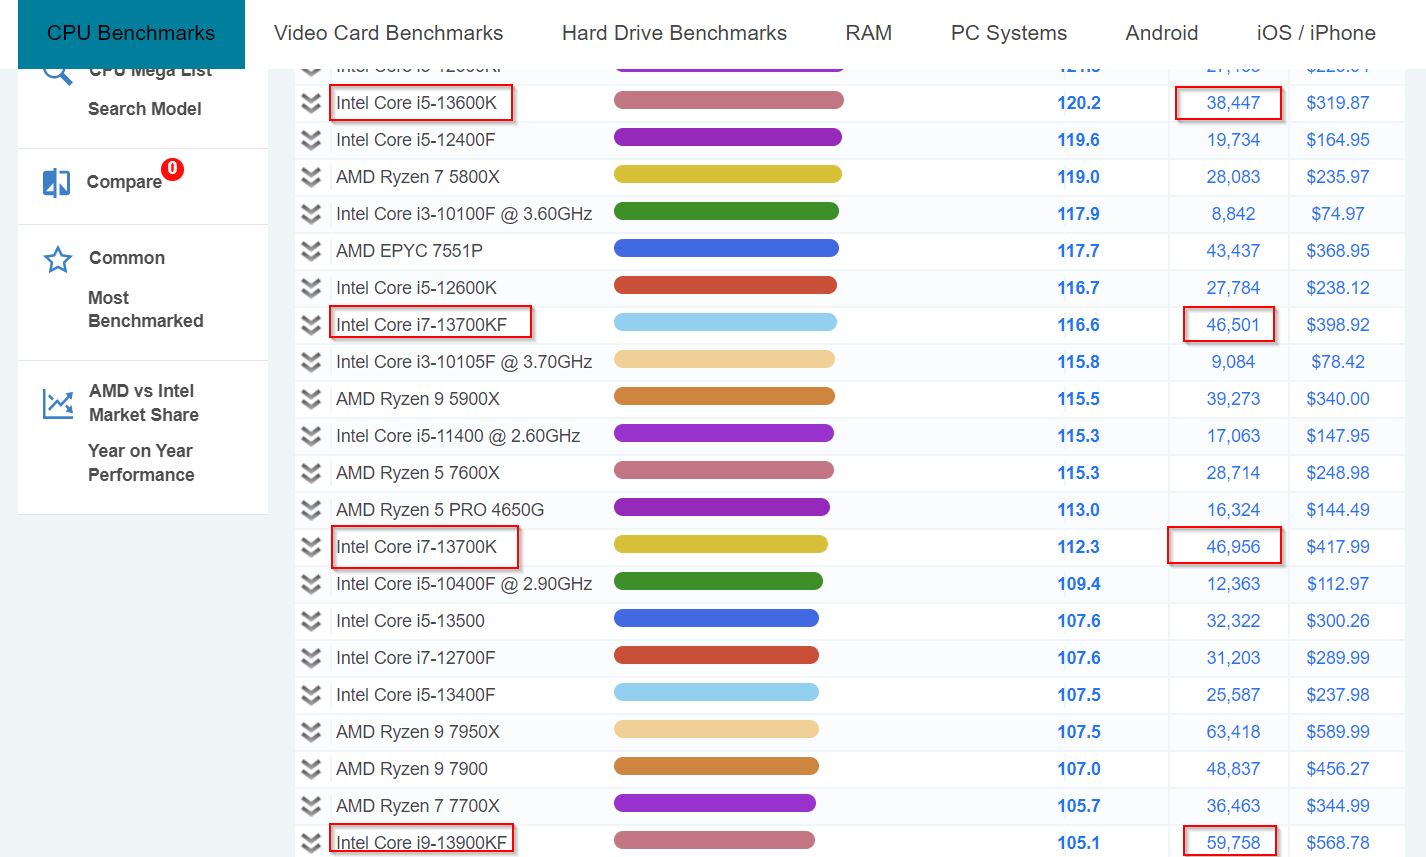 CPU Benchmarks Video Card Benchmarks Hard Drive Benchmarks RAM PC Systems Android iOS / iPhone
CPU Mega List
Search Model
Compare 0
Common
Most
Benchmarked
AMD vs Intel
Market Share
Year on Year
Performance
Intel Core i5-13600K 120.2 38,447 $319.87
Intel Core i5-12400F 119.6 19,734 $164.95
AMD Ryzen 7 5800X 119.0 28,083 $235.97
Intel Core i3-10100F @ 3.60GHz 117.9 8,842 $74.97
AMD EPYC 7551P 117.7 43,437 $368.95
Intel Core i5-12600K 116.7 27,784 $238.12
Intel Core i7-13700KF 116.6 46,501 $398.92
Intel Core i3-10105F @ 3.70GHz 115.8 9,084 $78.42
AMD Ryzen 9 5900X 115.5 39,273 $340.00
Intel Core i5-11400 @ 2.60GHz 115.3 17,063 $147.95
AMD Ryzen 5 7600X 115.3 28,714 $248.98
AMD Ryzen 5 PRO 4650G 113.0 16,324 $144.49
Intel Core i7-13700K 112.3 46,956 $417.99
Intel Core i5-10400F @ 2.90GHz 109.4 12,363 $112.97
Intel Core i5-13500 107.6 32,322 $300.26
Intel Core i7-12700F 107.6 31,203 $289.99
Intel Core i5-13400F 107.5 25,587 $237.98
AMD Ryzen 9 7950X 107.5 63,418 $589.99
AMD Ryzen 9 7900 107.0 48,837 $456.27
AMD Ryzen 7 7700X 105.7 36,463 $344.99
Intel Core i9-13900KF 105.1 59,758 $568.78